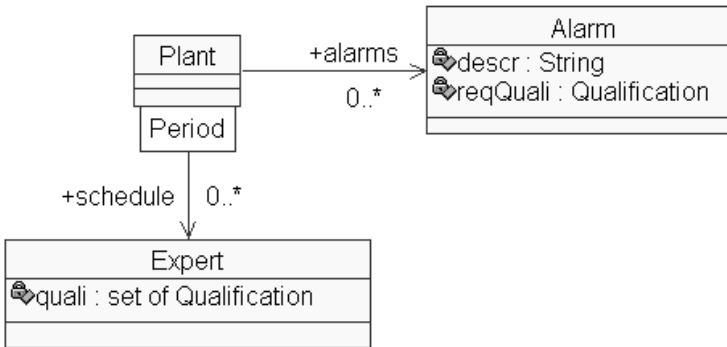 Plant
+alarms
0..*
Alarm
descr : String
reqQuali : Qualification
Period
+schedule 0..*
Expert
quali : set of Qualification